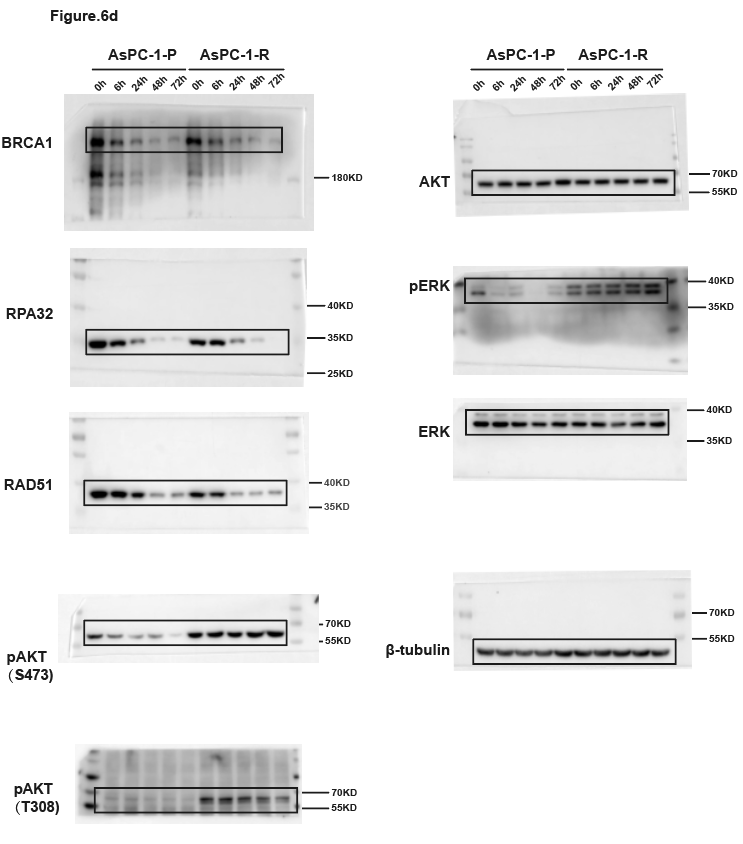 Figure.6d
AsPC-1-P AsPC-1-R
0h 6h 24h 48h 72h 0h 6h 24h 48h 72h
BRCA1
180KD
RPA32
40KD
35KD
25KD
RAD51
40KD
35KD
pAKT
（S473)
70KD
55KD
pAKT
（T308)
70KD
55KD
AsPC-1-P AsPC-1-R
0h 6h 24h 48h 72h 0h 6h 24h 48h 72h
AKT
70KD
55KD
pERK
40KD
35KD
ERK
40KD
35KD
β-tubulin
70KD
55KD